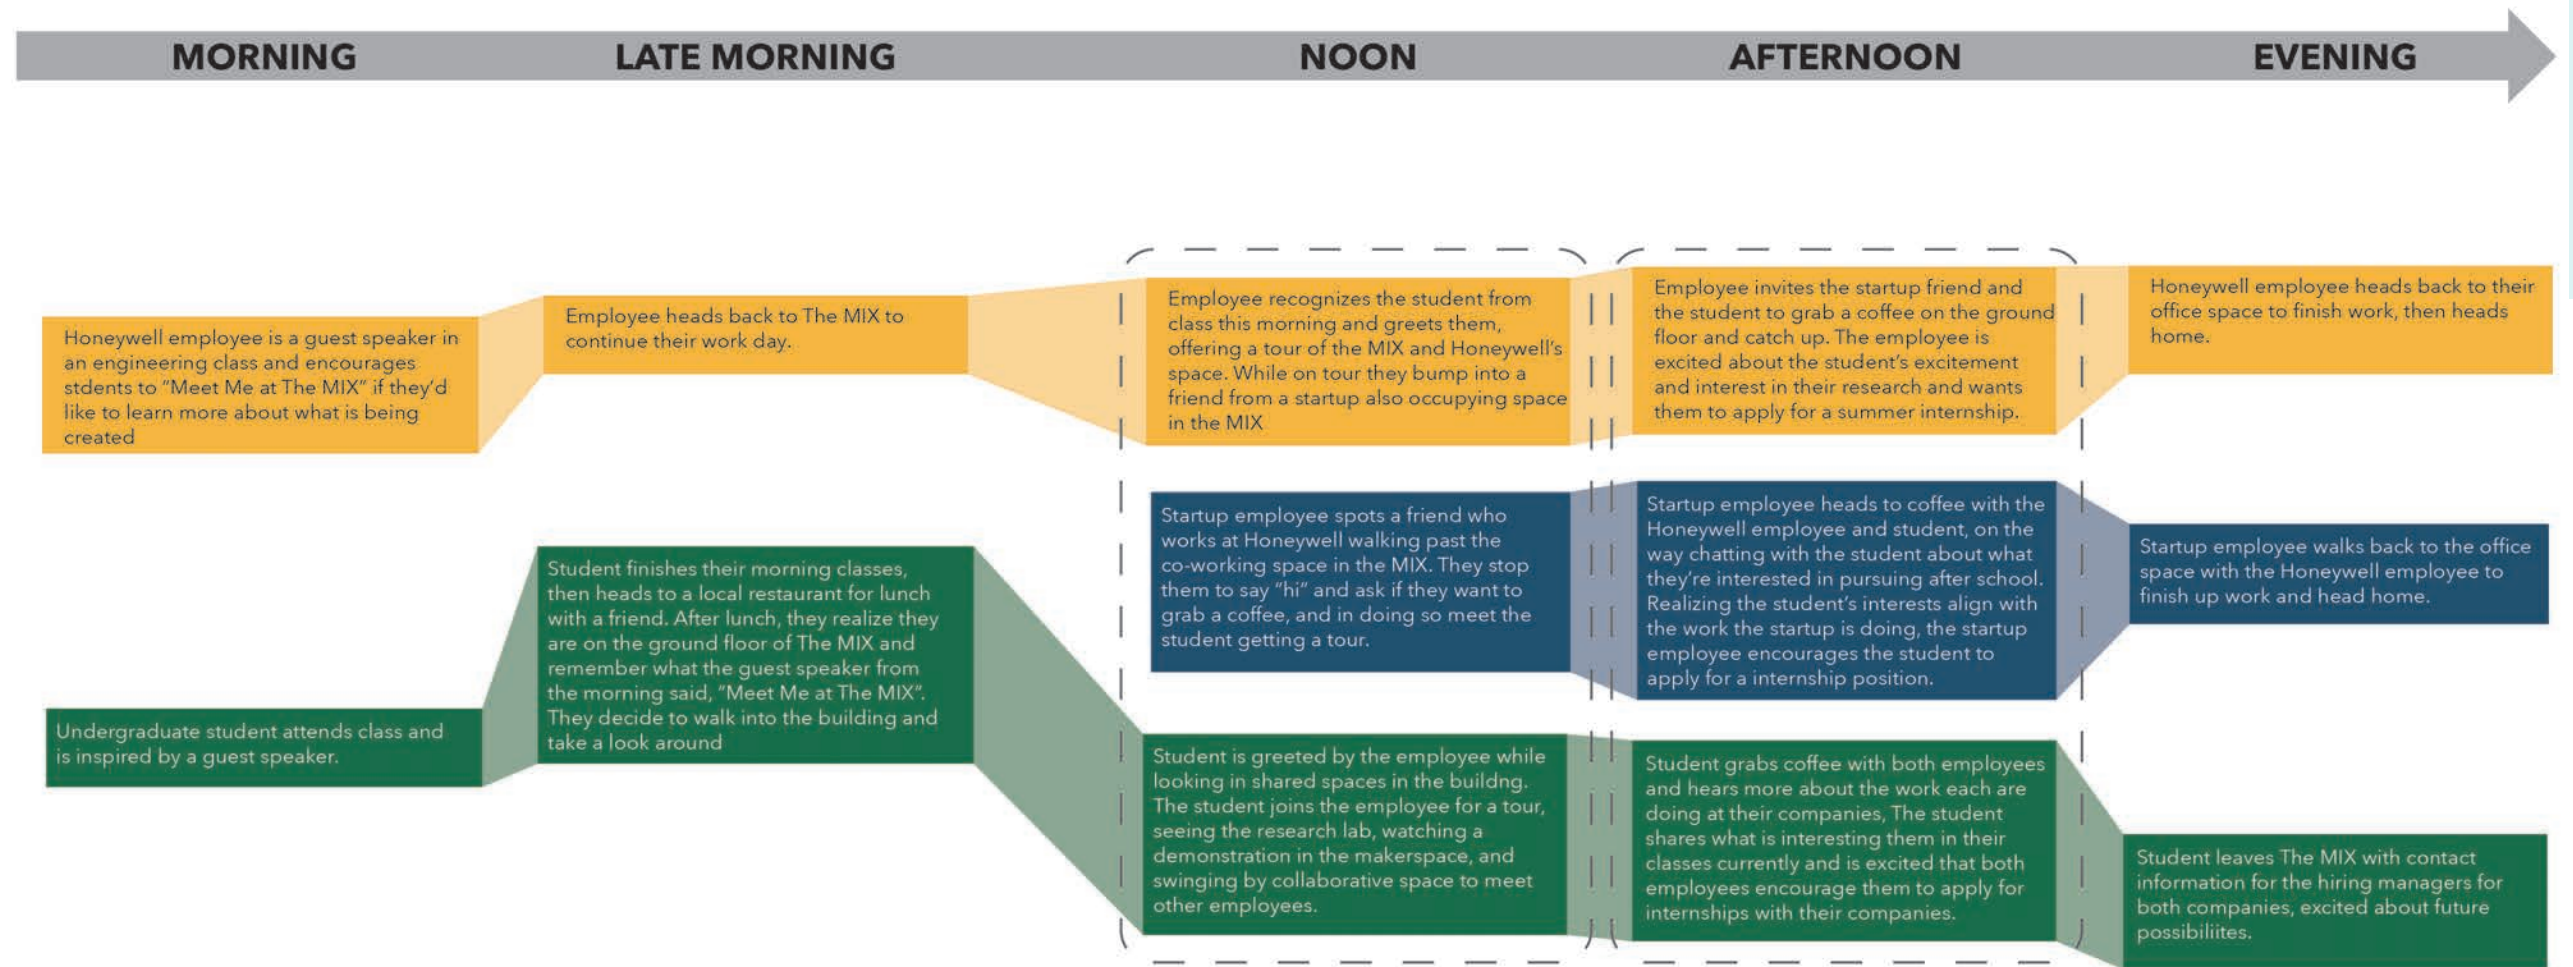 MORNING
LATE MORNING
NOON
AFTERNOON
EVENING
Honeywell employee is a guest speaker in
an engineering class and encourages
stdents to "Meet Me at The MIX" if they'd
like to learn more about what is being
created
Employee heads back to The MIX to
continue their work day.
Employee recognizes the student from
class this morning and greets them,
offering a tour of the MIX and Honeywell's
space. While on tour they bump into a
friend from a startup also occupying space
in the MIX
Employee invites the startup friend and
the student to grab a coffee on the ground
floor and catch up. The employee is
excited about the student's excitement
and interest in their research and wants
them to apply for a summer internship.
Honeywell employee heads back to their
office space to finish work, then heads
home.
Startup employee spots a friend who
works at Honeywell walking past the
co-working space in the MIX. They stop
them to say "hi" and ask if they want to
grab a coffee, and in doing so meet the
student getting a tour.
Startup employee heads to coffee with the
Honeywell employee and student, on the
way chatting with the student about what
they're interested in pursuing after school.
Realizing the student's interests align with
the work the startup is doing, the startup
employee encourages the student to
apply for a internship position.
Startup employee walks back to the office
space with the Honeywell employee to
finish up work and head home.
Undergraduate student attends class and
is inspired by a guest speaker.
Student finishes their morning classes,
then heads to a local restaurant for lunch
with a friend. After lunch, they realize they
are on the ground floor of The MIX and
remember what the guest speaker from
the morning said, "Meet Me at The MIX".
They decide to walk into the building and
take a look around
Student is greeted by the employee while
looking in shared spaces in the buildng.
The student joins the employee for a tour,
seeing the research lab, watching a
demonstration in the makerspace, and
swinging by collaborative space to meet
other employees.
Student grabs coffee with both employees
and hears more about the work each are
doing at their companies, The student
shares what is interesting them in their
classes currently and is excited that both
employees encourage them to apply for
internships with their companies.
Student leaves The MIX with contact
information for the hiring managers for
both companies, excited about future
possibiliites.